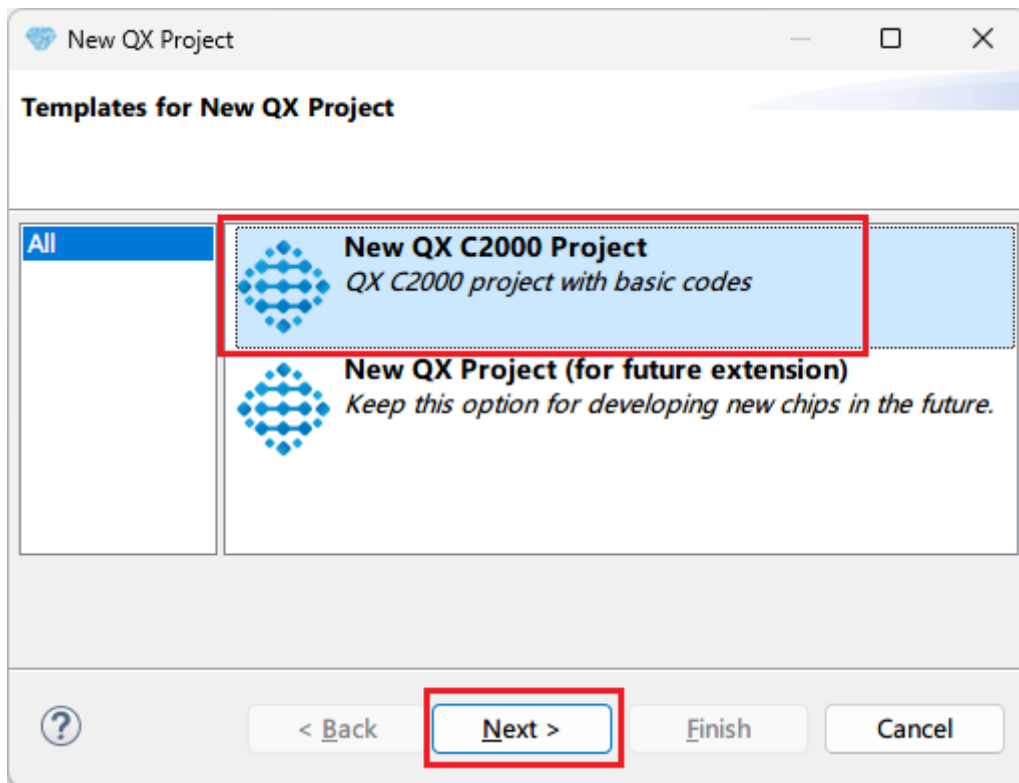 New QX Project
Templates for New QX Project
All
New QX C2000 Project
QX C2000 project with basic codes
New QX Project (for future extension)
Keep this option for developing new chips in the future.
?
< Back
Next >
Finish
Cancel